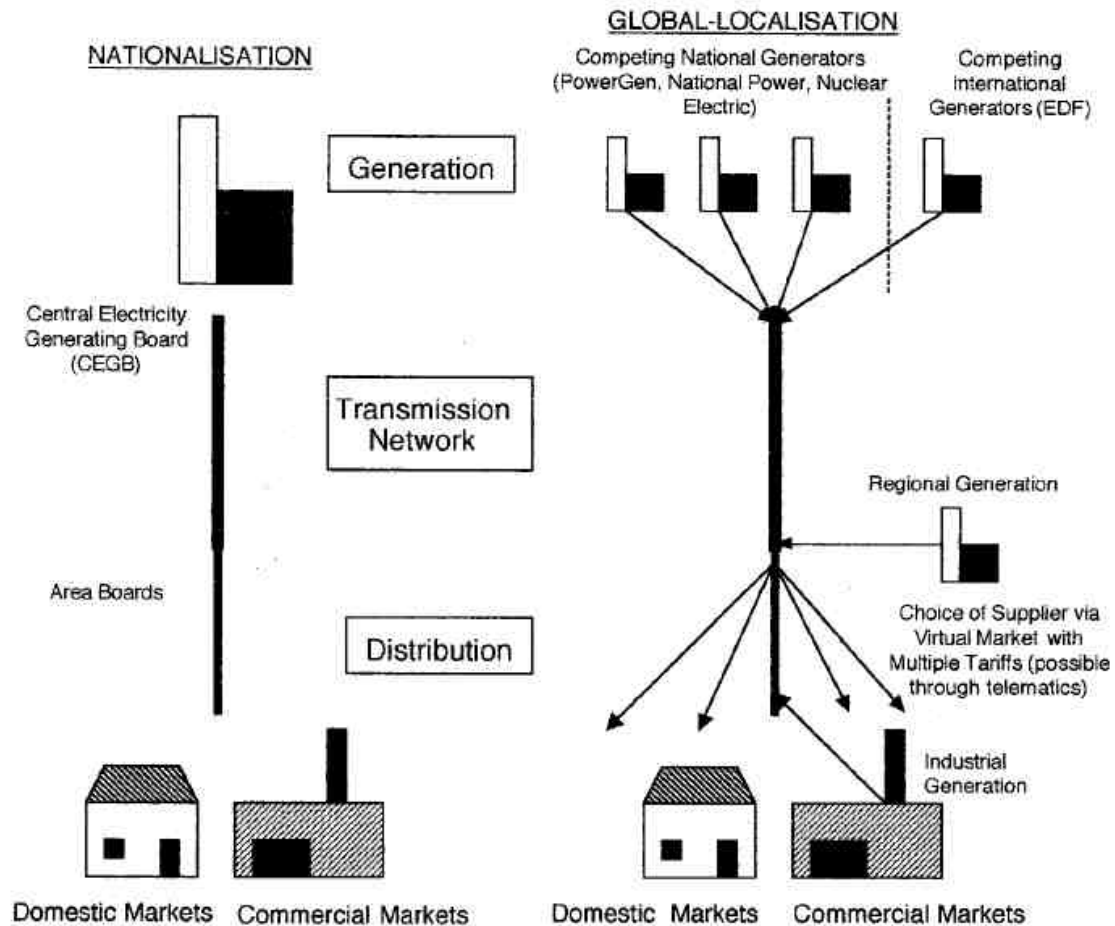 NATIONALISATION
Generation
Central Electricity
Generating Board
(CEGB)
Transmission
Network
Area Boards
Distribution
Domestic Markets
Commercial Markets
GLOBAL-LOCALISATION
Competing National Generators
(PowerGen, National Power, Nuclear
Electric)
Competing
International
Generators (EDF)
Regional Generation
Choice of Supplier via
Virtual Market with
Multiple Tariffs (possible
through telematics)
Industrial
Generation
Domestic Markets
Commercial Markets